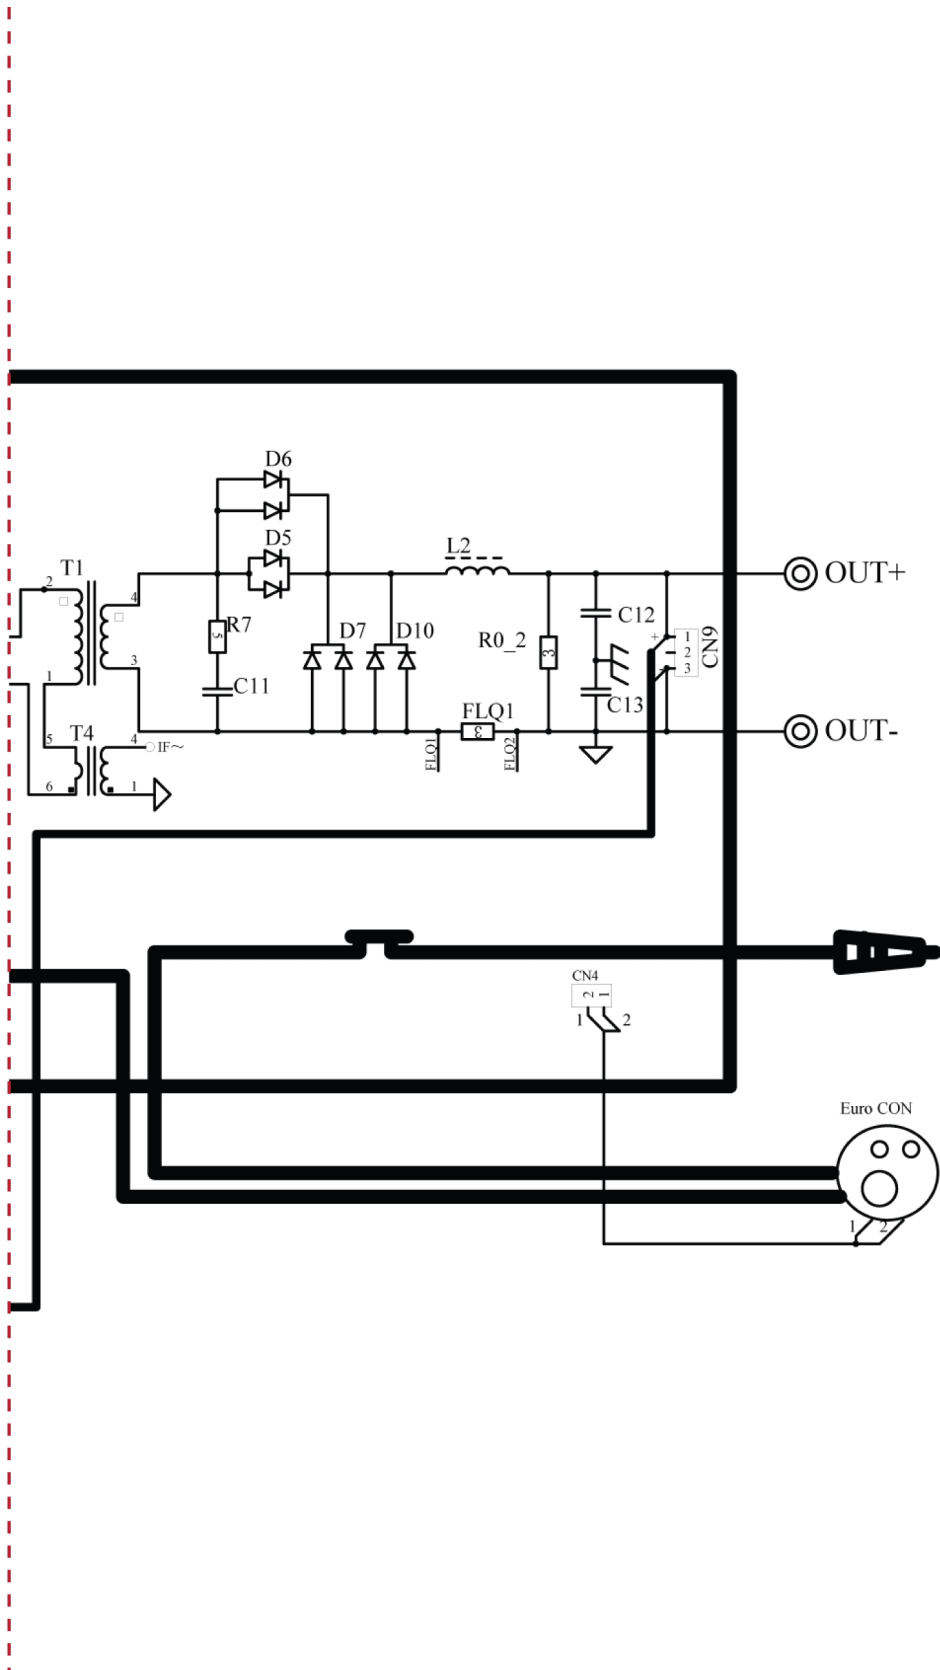 D6
D5
L2
OUT+
T1
2
4
R7
5
D7
D10
R0_2
3
C12
+
1
2
3
CN9
-
1
3
C11
C13
T4
FLQ1
3
OUT-
5
4
IF~
FLQ1
FLQ2
6
1
CN4
2 1
1
2
Euro CON
1
2